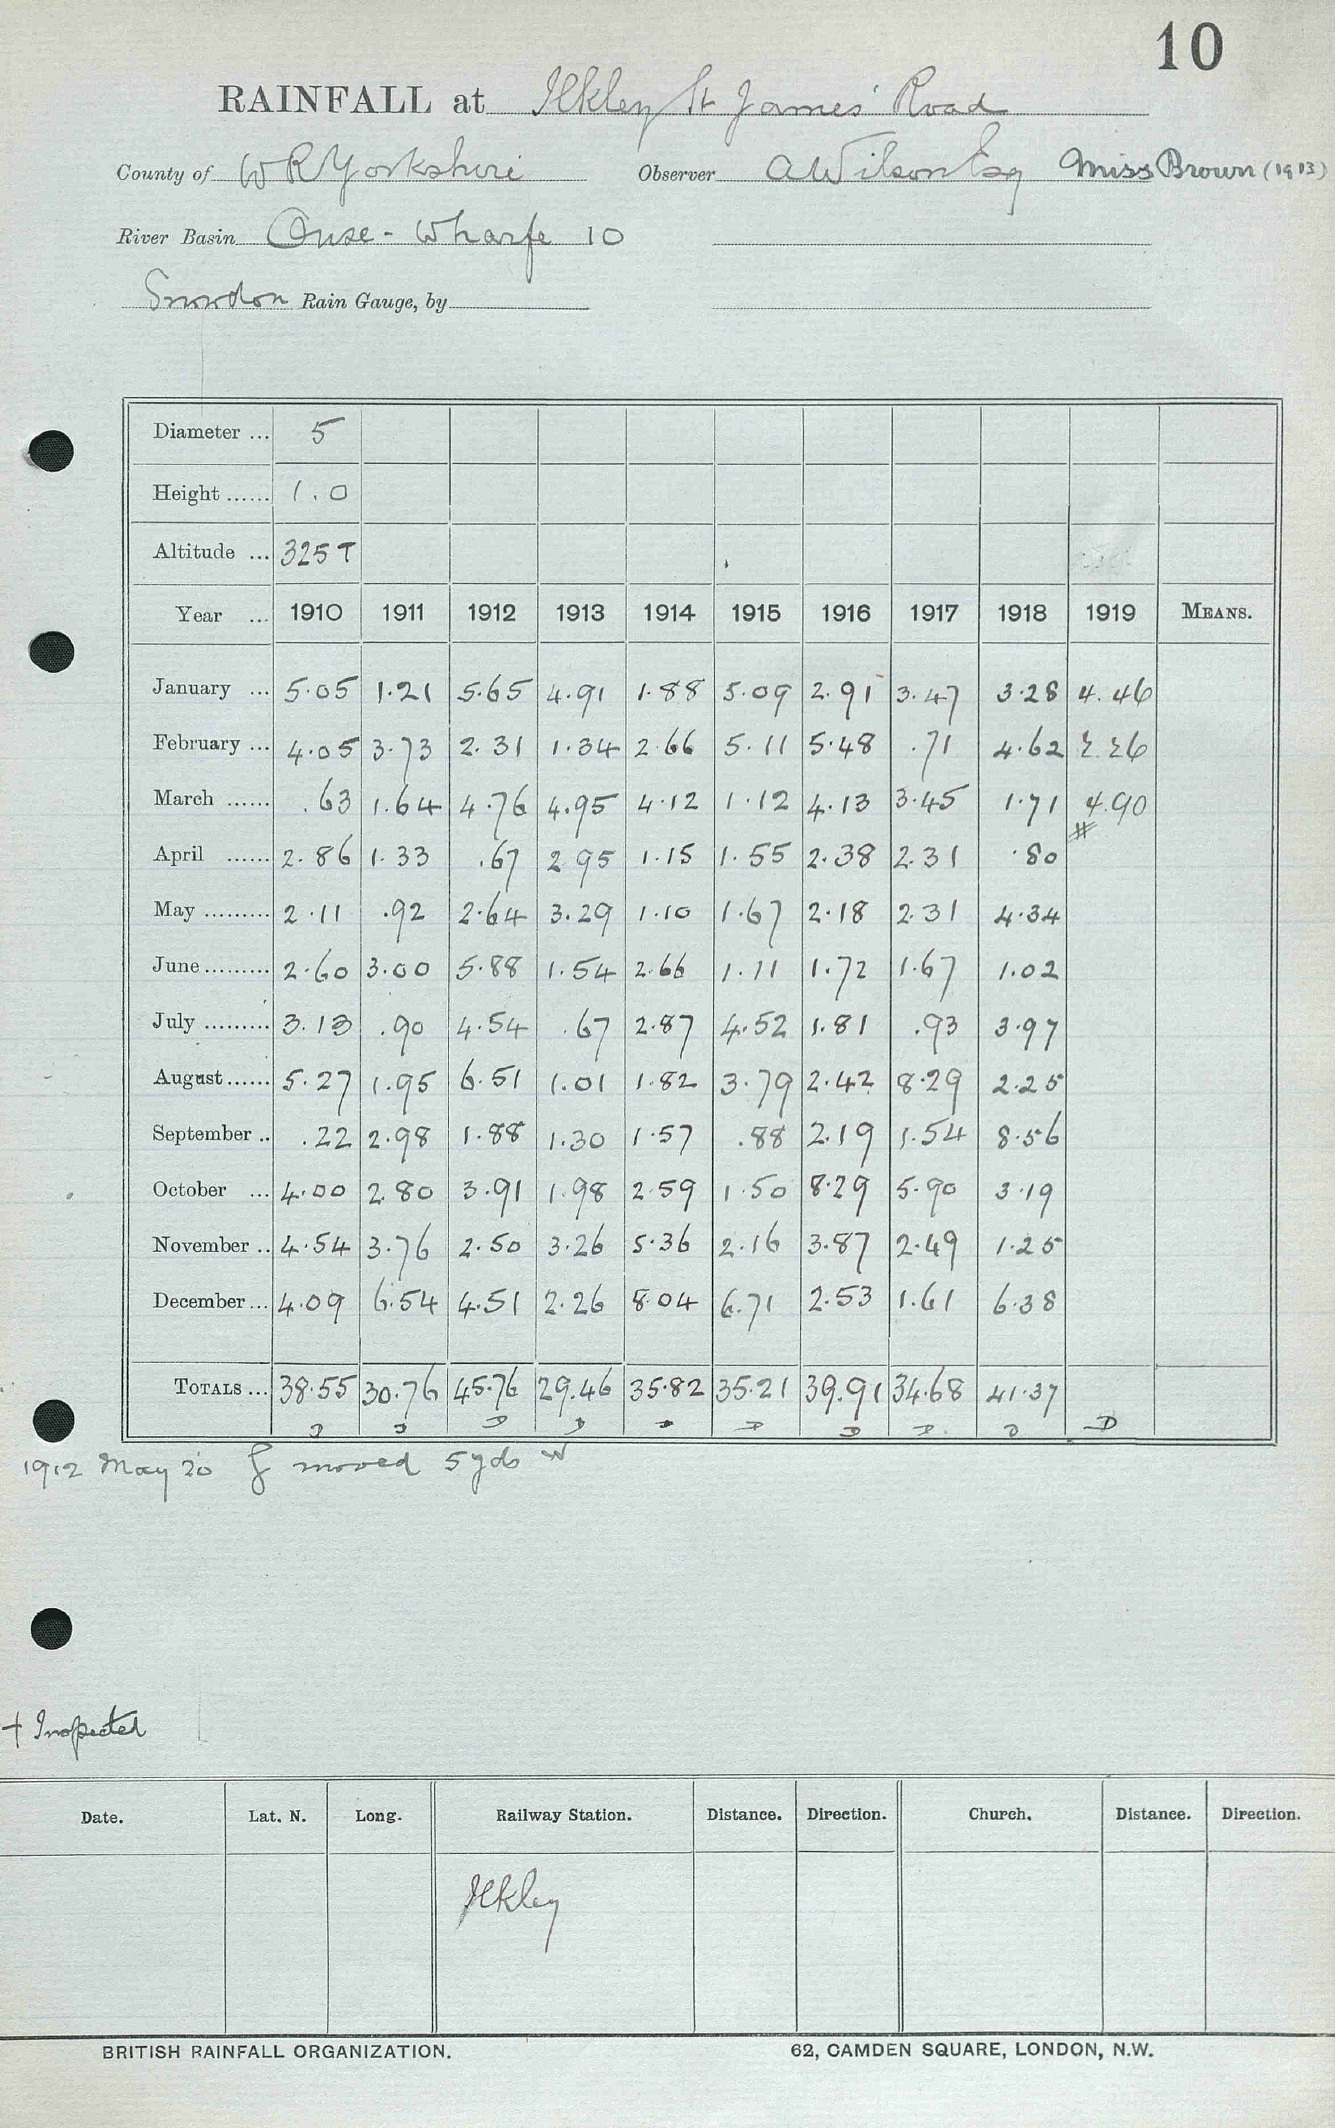 10
RAINFALL at Ilkley St James' Road
County of W R Yorkshire Observer A Wilson Esq Miss Brown (1913)
River Basin Ouse - Wharfe 10
Snowdon Rain Gauge, by
Diameter ... 5
Height ...... 1.0
Altitude ... 325 T
Year ... 1910 1911 1912 1913 1914 1915 1916 1917 1918 1919 MEANS.
January ... 5.05 1.21 5.65 4.91 1.88 5.09 2.91 3.47 3.28 4.46
February ... 4.05 3.73 2.31 1.34 2.66 5.11 5.48 .71 4.62 2.26
March ...... .63 1.64 4.76 4.95 4.12 1.12 4.13 3.45 1.71 4.90
April ...... 2.86 1.33 .67 2.95 1.15 1.55 2.38 2.31 .80 #
May ......... 2.11 .92 2.64 3.29 1.10 1.67 2.18 2.31 4.34
June ......... 2.60 3.00 5.88 1.54 2.66 1.11 1.72 1.67 1.02
July ......... 3.13 .90 4.54 .67 2.87 4.52 1.81 .93 3.97
August ...... 5.27 1.95 6.51 1.01 1.82 3.79 2.42 8.29 2.25
September .. .22 2.98 1.88 1.30 1.57 .88 2.19 1.54 8.56
October ... 4.00 2.80 3.91 1.98 2.59 1.50 8.29 5.90 3.19
November .. 4.54 3.76 2.50 3.26 5.36 2.16 3.87 2.49 1.25
December ... 4.09 6.54 4.51 2.26 8.04 6.71 2.53 1.61 6.38
TOTALS ... 38.55 30.76 45.76 29.46 35.82 35.21 39.91 34.68 41.37
D D D D D D D D D D
1912 May 20 G moved 5 yds W
† Inspected
Date. Lat. N. Long. Railway Station. Distance. Direction. Church. Distance. Direction.
Ilkley
BRITISH RAINFALL ORGANIZATION. 62, CAMDEN SQUARE, LONDON, N.W.